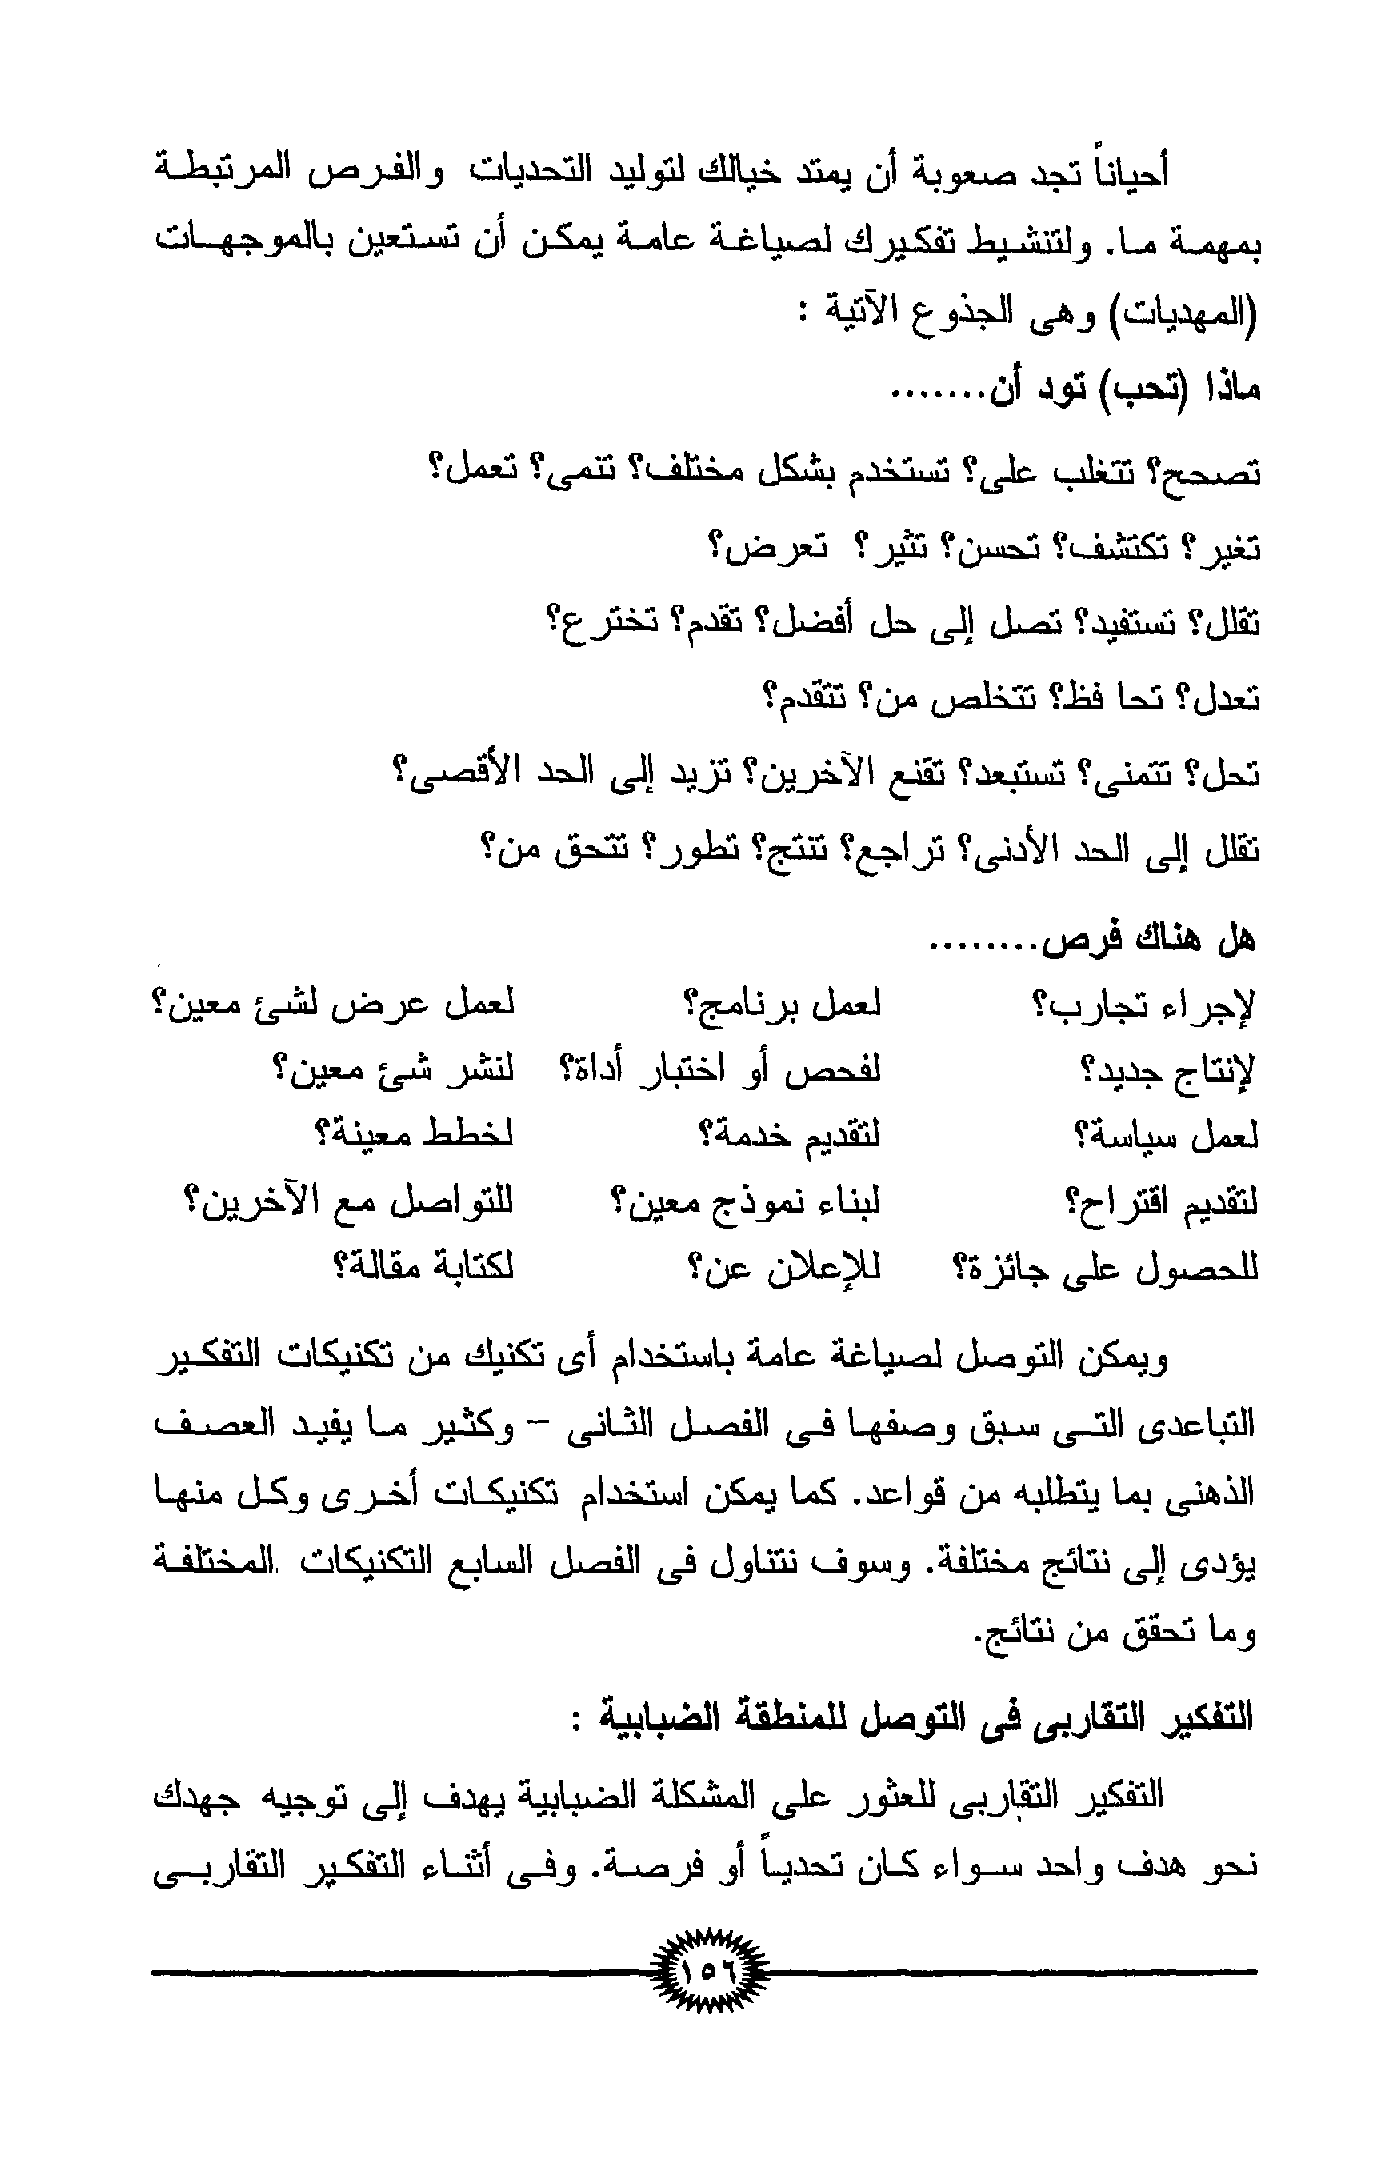 أحياناً تجد صعوبة أن يمتد خيالك لتوليد التحديات والفرص المرتبطة
بمهمة ما. ولتنشيط تفكيرك لصياغة عامة يمكن أن تستعين بالموجهات
(المهديات) وهى الجذوع الآتية :
ماذا (تحب) تود أن.......
تصحح؟ تتغلب على؟ تستخدم بشكل مختلف؟ تتمى؟ تعمل؟
تغير؟ تكتشف؟ تحسن؟ تثير؟ تعرض؟
تقلل؟ تستفيد؟ تصل إلى حل أفضل؟ تقدم؟ تخترع؟
تعدل؟ تحا فظ؟ تتخلص من؟ تتقدم؟
تحل؟ تتمنى؟ تستبعد؟ تقنع الآخرين؟ تزيد إلى الحد الأقصى؟
تقلل إلى الحد الأدنى؟ تراجع؟ تنتج؟ تطور؟ تتحق من؟
هل هناك فرص........
لإجراء تجارب؟ لعمل برنامج؟ لعمل عرض لشئ معين؟
لإنتاج جديد؟ لفحص أو اختبار أداة؟ لنشر شئ معين؟
لعمل سياسة؟ لتقديم خدمة؟ لخطط معينة؟
لتقديم اقتراح؟ لبناء نموذج معين؟ للتواصل مع الآخرين؟
للحصول على جائزة؟ للإعلان عن؟ لكتابة مقالة؟
ويمكن التوصل لصياغة عامة باستخدام أى تكنيك من تكنيكات التفكير
التباعدى التى سبق وصفها فى الفصل الثانى – وكثير ما يفيد العصف
الذهنى بما يتطلبه من قواعد. كما يمكن استخدام تكنيكات أخرى وكل منها
يؤدى إلى نتائج مختلفة. وسوف نتناول فى الفصل السابع التكنيكات المختلفة
وما تحقق من نتائج.
التفكير التقاربى فى التوصل للمنطقة الضبابية :
التفكير التقاربى للعثور على المشكلة الضبابية يهدف إلى توجيه جهدك
نحو هدف واحد سواء كان تحدياً أو فرصة. وفى أثناء التفكير التقاربى
١٥٦